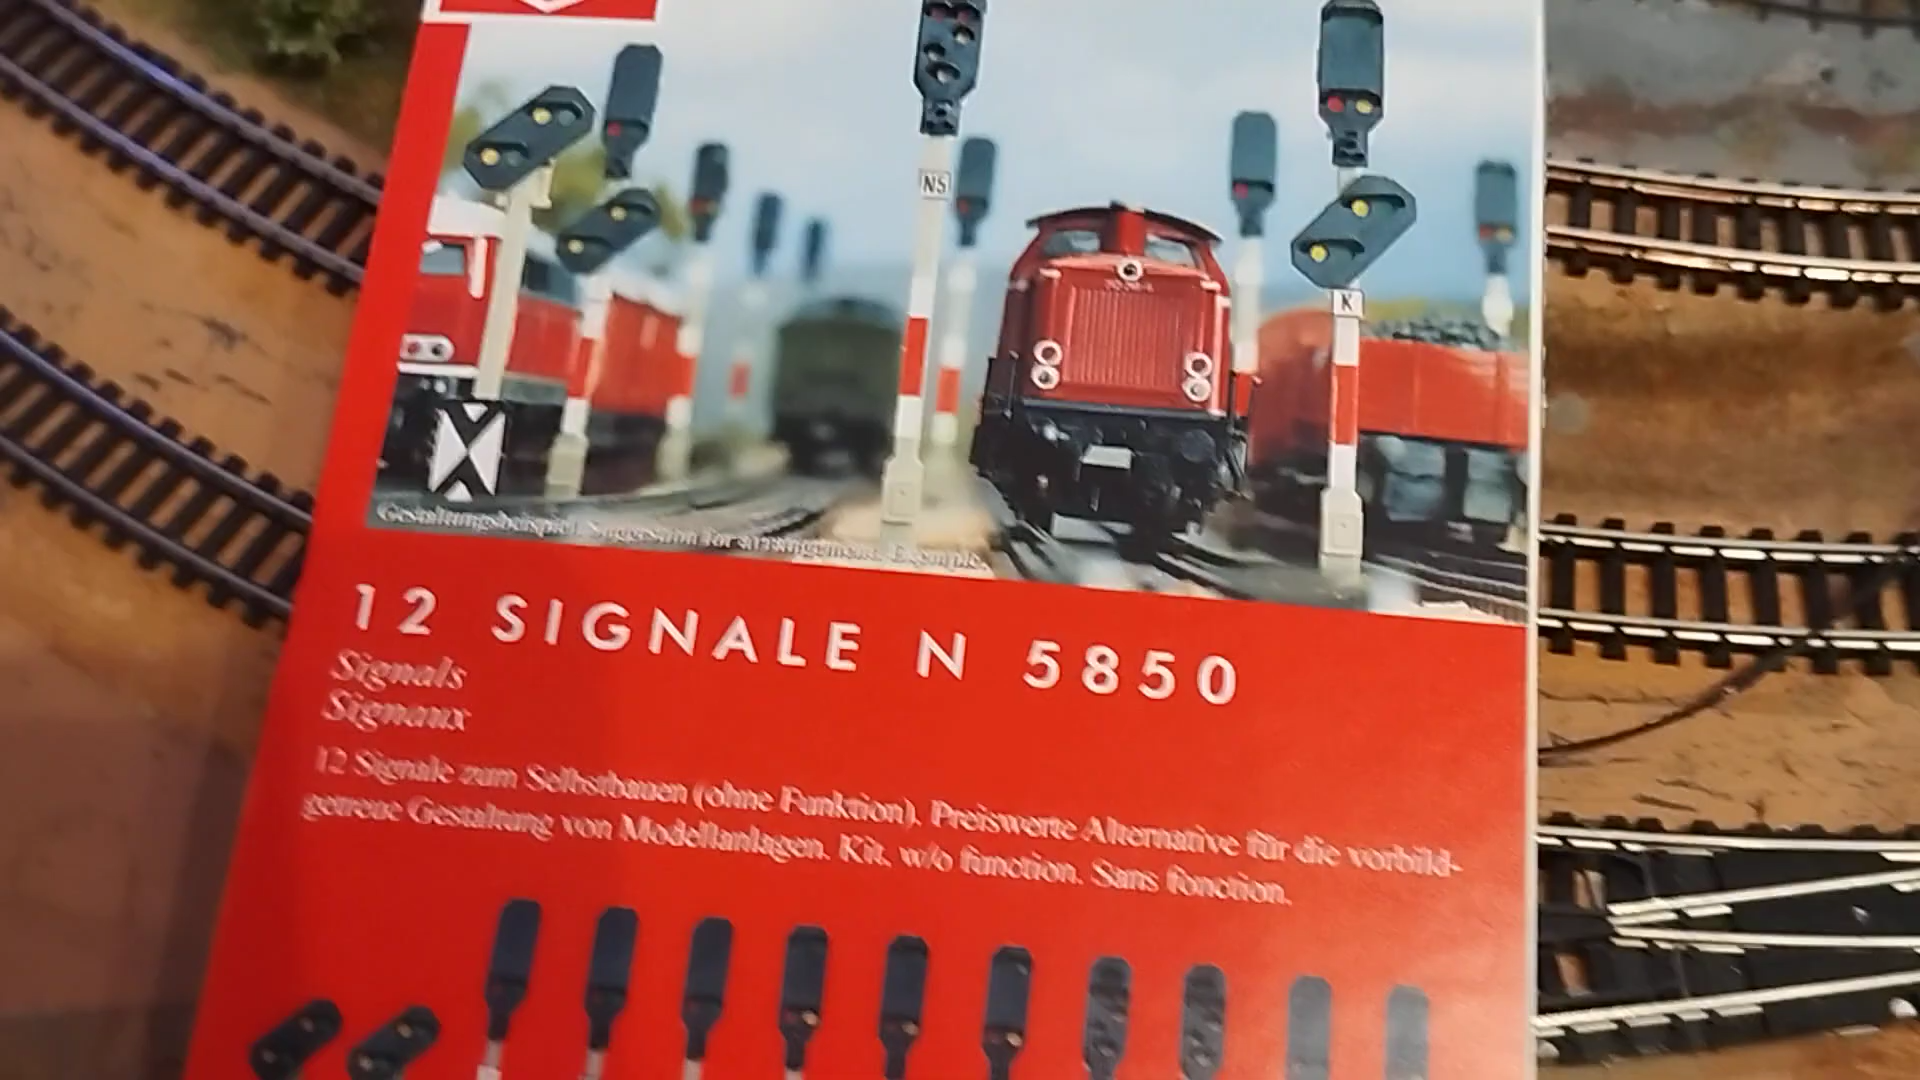 NS
K
Gestaltungsbeispiel. Suggestion for arrangement. Exemple.
12 SIGNALE N 5850
Signals
Signaux
12 Signale zum Selbstbauen (ohne Funktion). Preiswerte Alternative für die vorbild-
getreue Gestaltung von Modellanlagen. Kit, w/o function. Sans fonction.